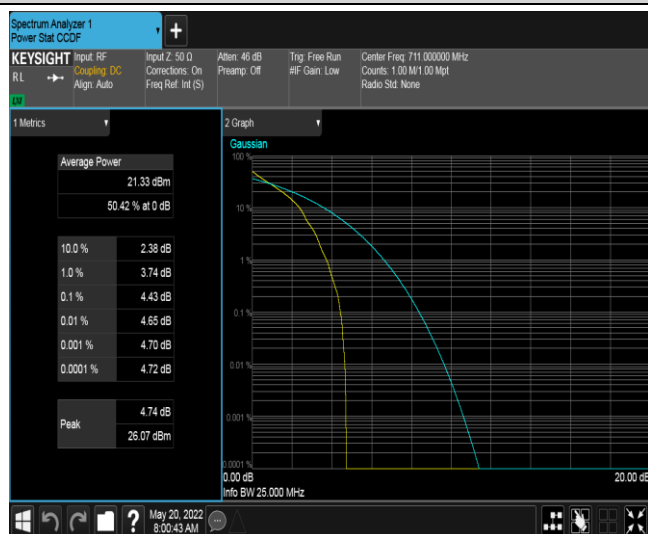 Spectrum Analyzer 1
Power Stat CCDF
+
KEYSIGHT
RL
LXI
Input: RF
Coupling: DC
Align: Auto
Input Z: 50 Ω
Corrections: On
Freq Ref: Int (S)
Atten: 46 dB
Preamp: Off
Trig: Free Run
#IF Gain: Low
Center Freq: 711.000000 MHz
Counts: 1.00 M/1.00 Mpt
Radio Std: None
1 Metrics
Average Power
21.33 dBm
50.42 % at 0 dB
10.0 % 2.38 dB
1.0 % 3.74 dB
0.1 % 4.43 dB
0.01 % 4.65 dB
0.001 % 4.70 dB
0.0001 % 4.72 dB
Peak
4.74 dB
26.07 dBm
2 Graph
Gaussian
100 %
10 %
1 %
0.1 %
0.01 %
0.001 %
0.0001 %
0.00 dB
20.00 dB
Info BW 25.000 MHz
?
May 20, 2022
8:00:43 AM